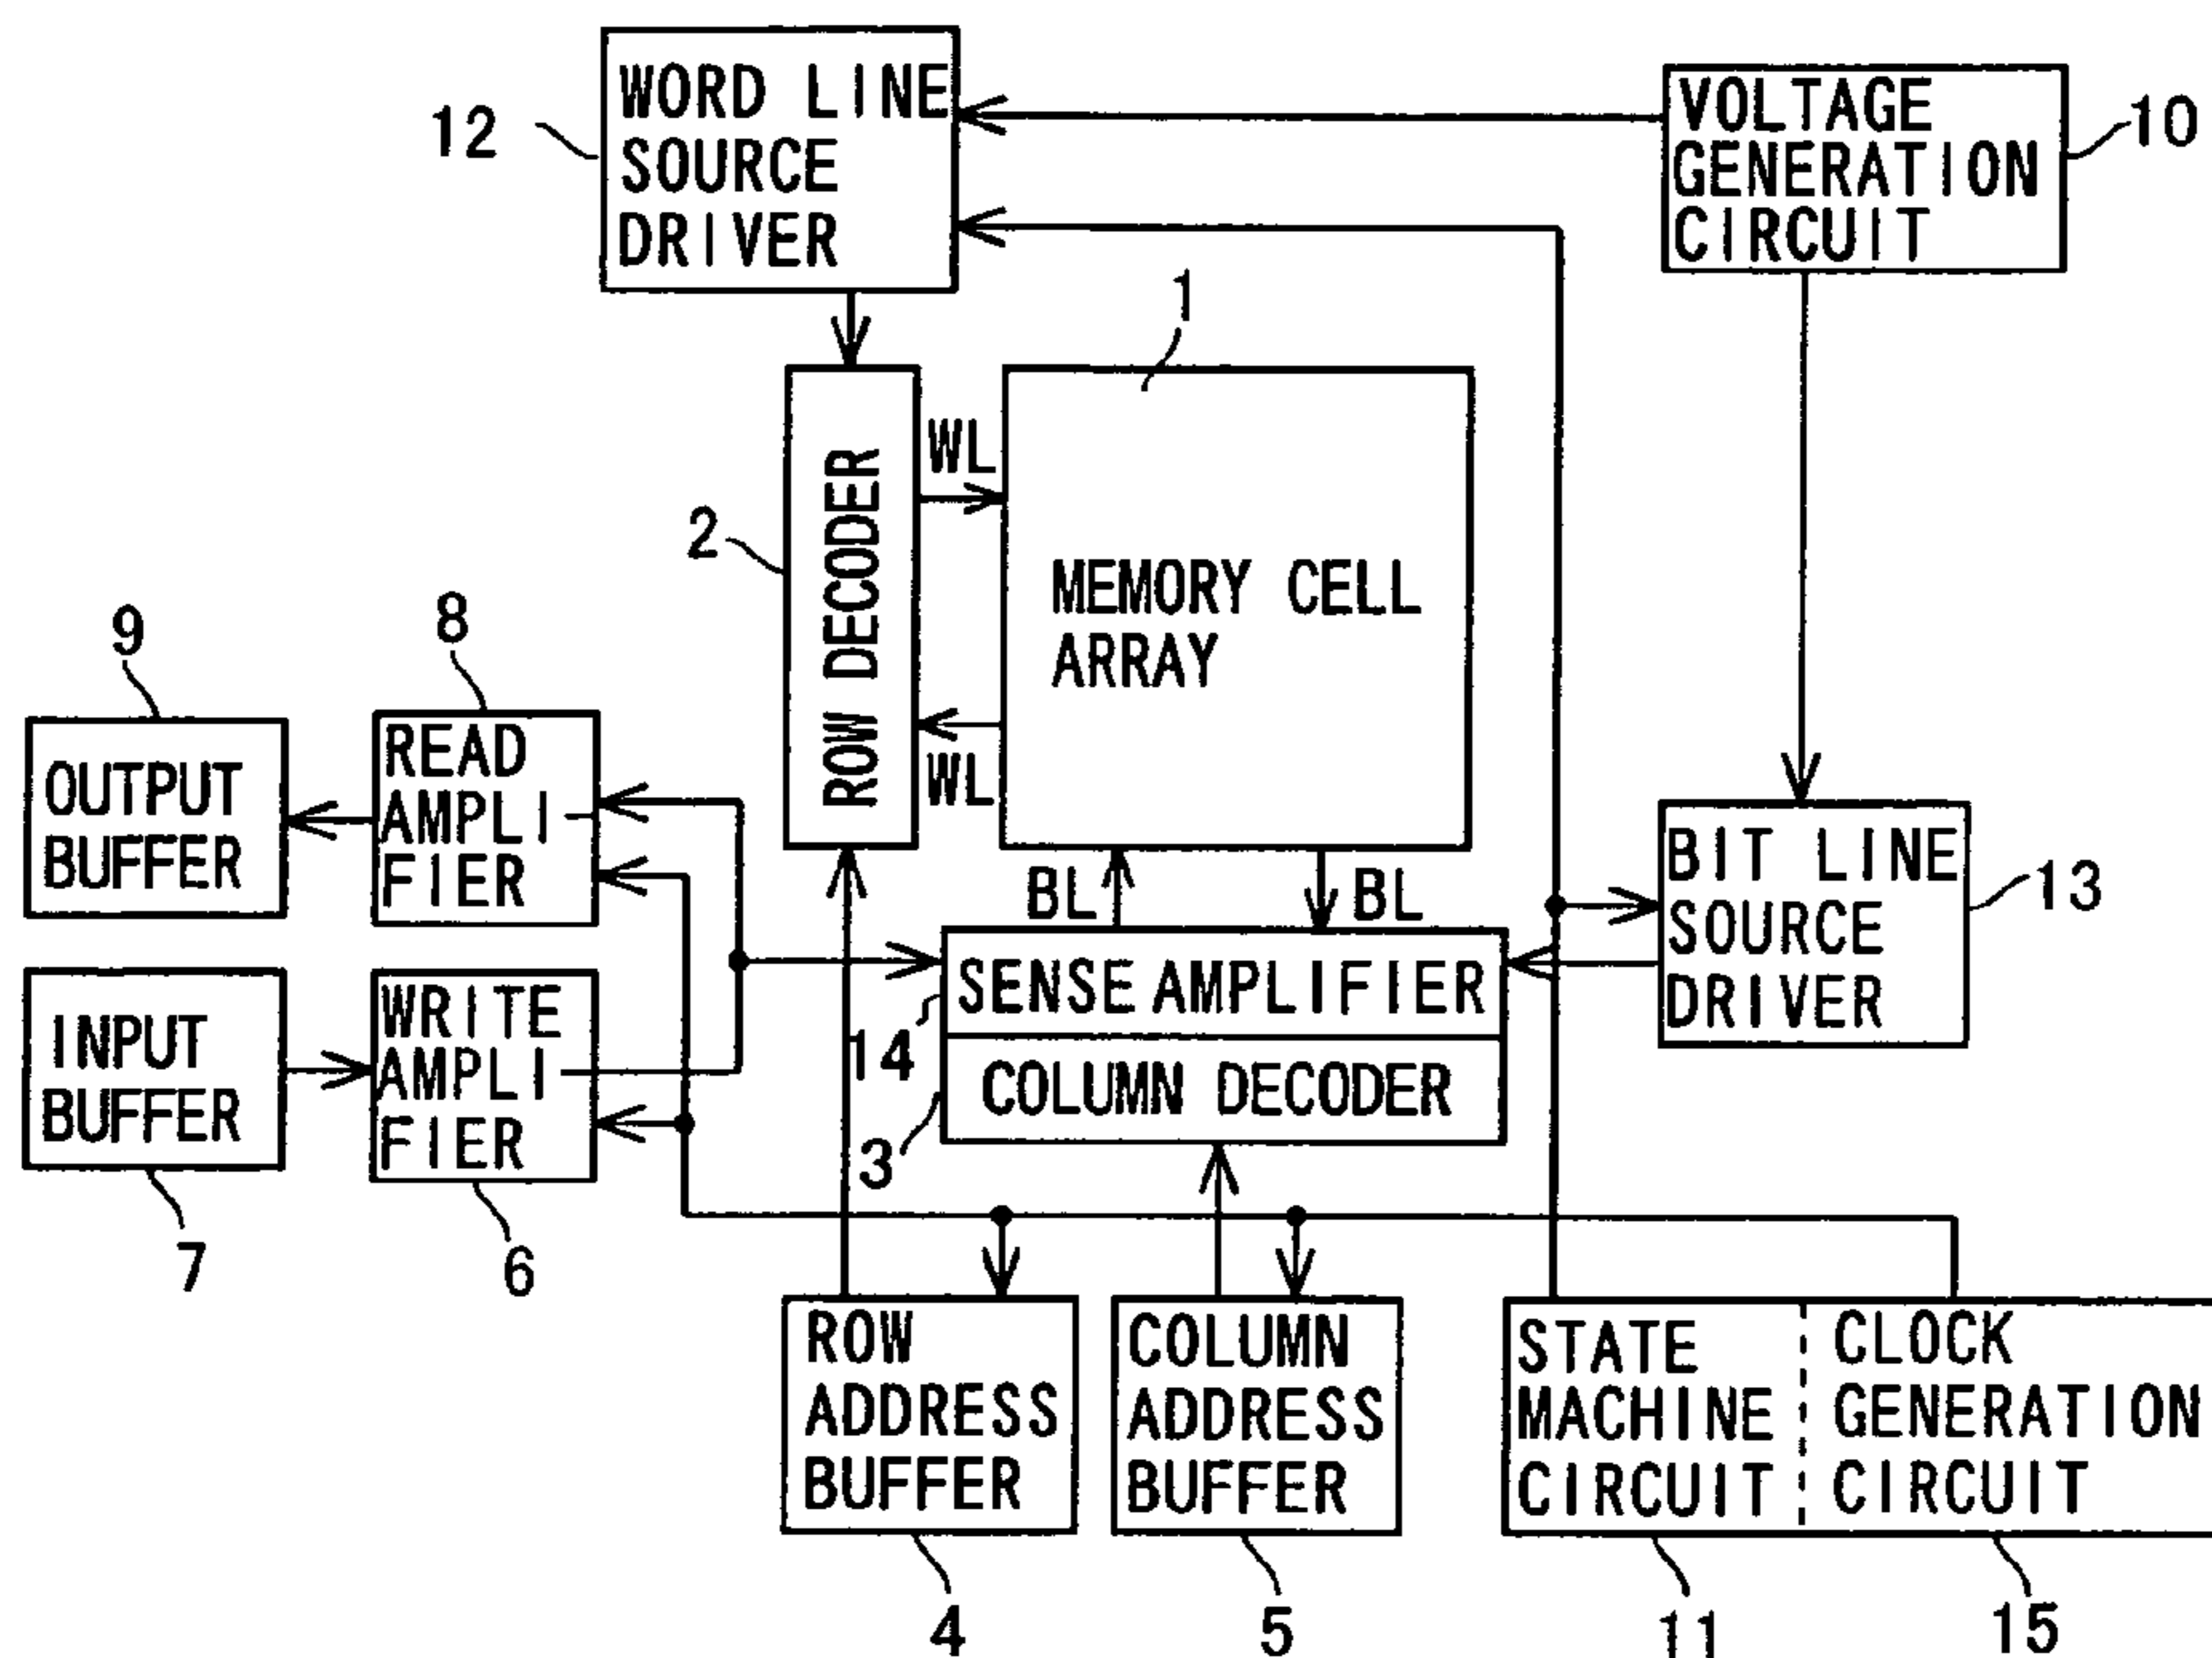 WORD LINE
SOURCE
DRIVER
12
VOLTAGE
GENERATION
CIRCUIT
10
1
WL
ROW DECODER
2
MEMORY CELL
ARRAY
WL
9
8
OUTPUT
BUFFER
READ
AMPLI-
FIER
BL
BL
BIT LINE
SOURCE
DRIVER
13
INPUT
BUFFER
WRITE
AMPLI-
FIER
SENSE AMPLIFIER
14
COLUMN DECODER
3
7
6
ROW
ADDRESS
BUFFER
COLUMN
ADDRESS
BUFFER
STATE
MACHINE
CIRCUIT
CLOCK
GENERATION
CIRCUIT
4
5
11
15